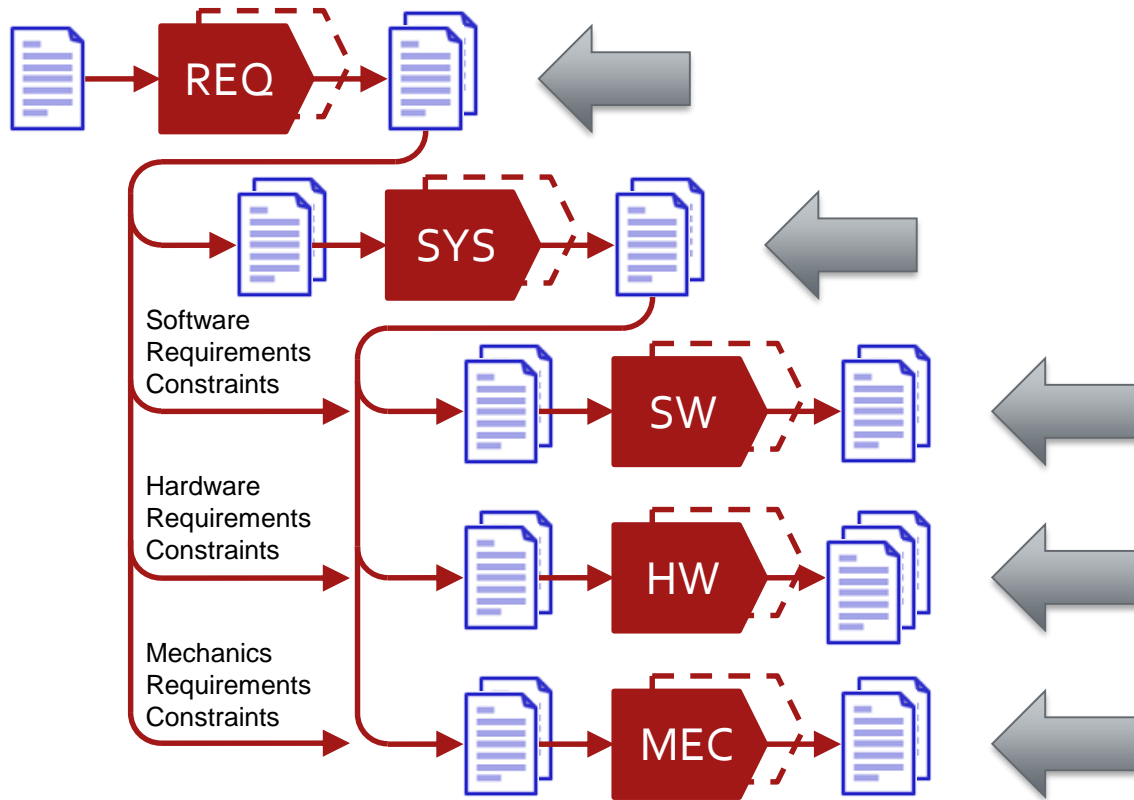 REQ
SYS
Software
Requirements
Constraints
SW
Hardware
Requirements
Constraints
HW
Mechanics
Requirements
Constraints
MEC